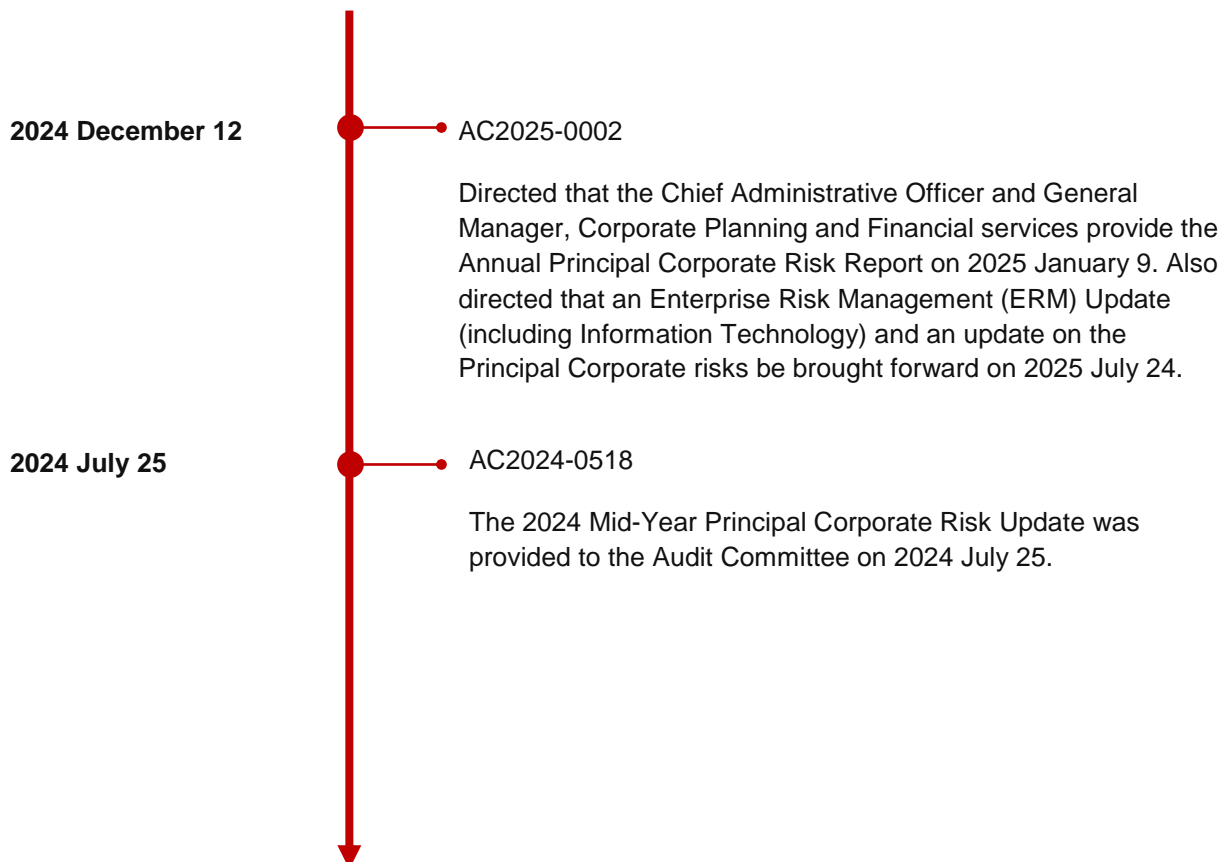 2024 December 12
AC2025-0002
Directed that the Chief Administrative Officer and General
Manager, Corporate Planning and Financial services provide the
Annual Principal Corporate Risk Report on 2025 January 9. Also
directed that an Enterprise Risk Management (ERM) Update
(including Information Technology) and an update on the
Principal Corporate risks be brought forward on 2025 July 24.
2024 July 25
AC2024-0518
The 2024 Mid-Year Principal Corporate Risk Update was
provided to the Audit Committee on 2024 July 25.